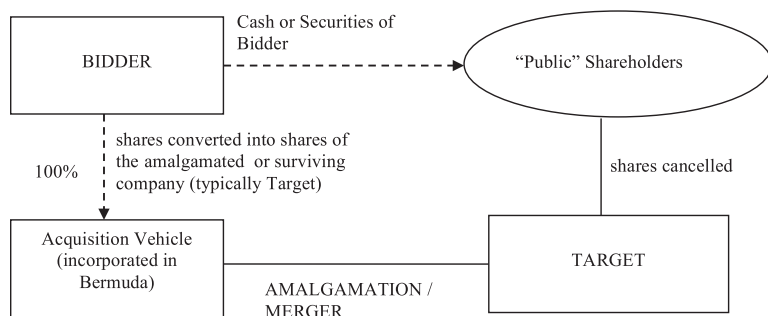 Cash or Securities of
Bidder
BIDDER
“Public” Shareholders
shares converted into shares of
the amalgamated or surviving
company (typically Target)
100%
shares cancelled
Acquisition Vehicle
(incorporated in
Bermuda)
TARGET
AMALGAMATION /
MERGER